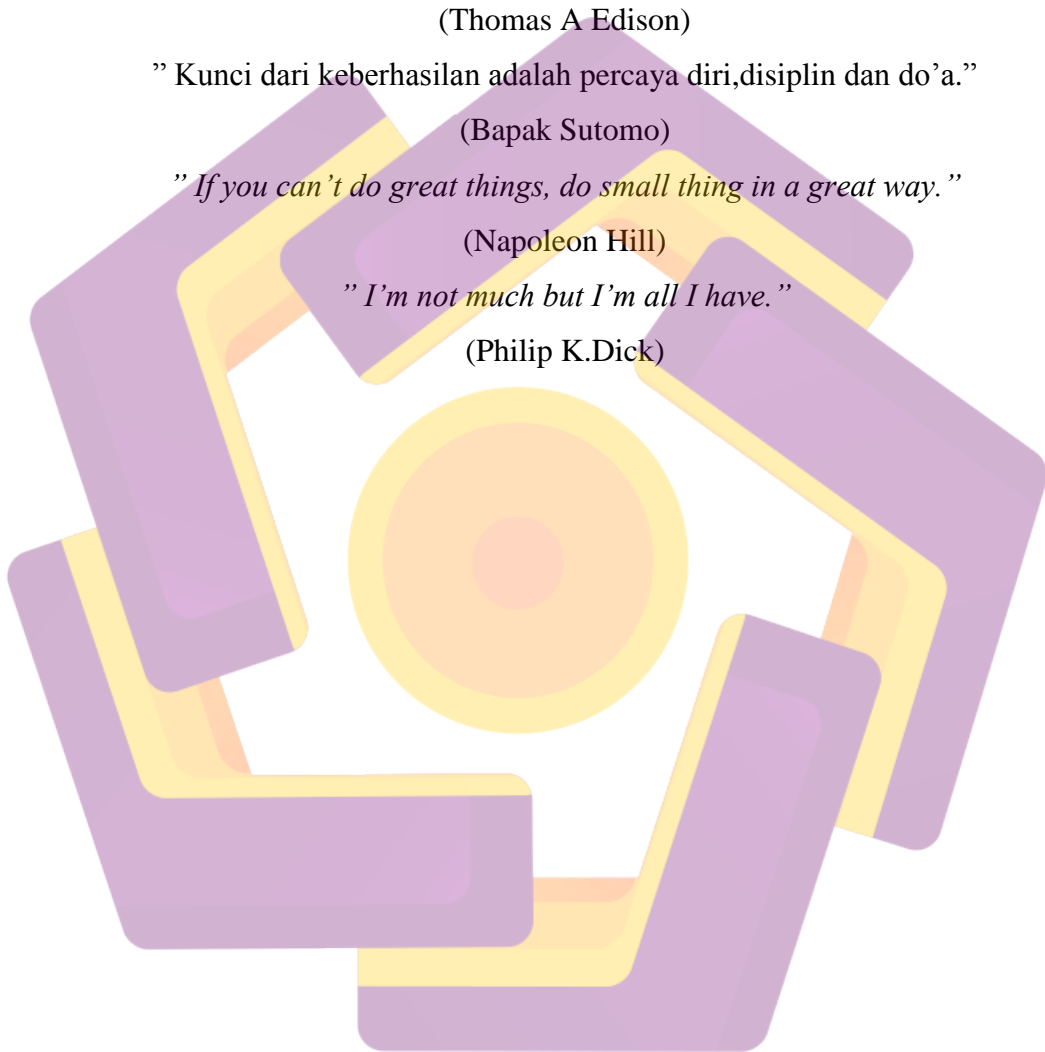 (Thomas A Edison)
” Kunci dari keberhasilan adalah percaya diri,disiplin dan do’a.”
(Bapak Sutomo)
” If you can’t do great things, do small thing in a great way.”
(Napoleon Hill)
” I’m not much but I’m all I have.”
(Philip K.Dick)